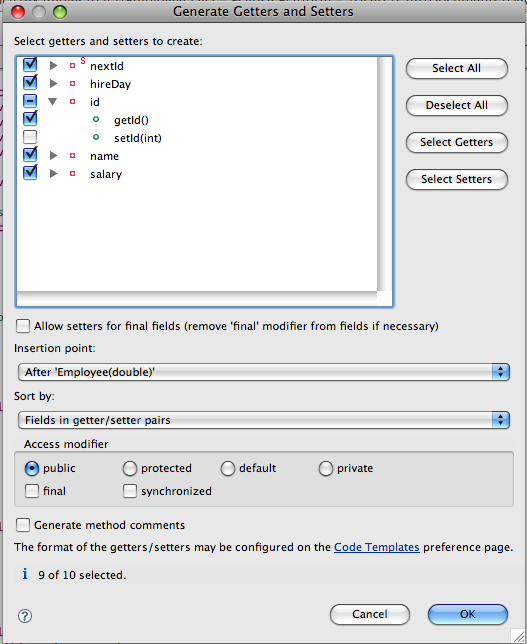 Generate Getters and Setters
Select getters and setters to create:
S nextId
hireDay
id
getId()
setId(int)
name
salary
Select All
Deselect All
Select Getters
Select Setters
Allow setters for final fields (remove 'final' modifier from fields if necessary)
Insertion point:
After 'Employee(double)'
Sort by:
Fields in getter/setter pairs
Access modifier
public protected default private
final synchronized
Generate method comments
The format of the getters/setters may be configured on the Code Templates preference page.
i 9 of 10 selected.
? Cancel OK